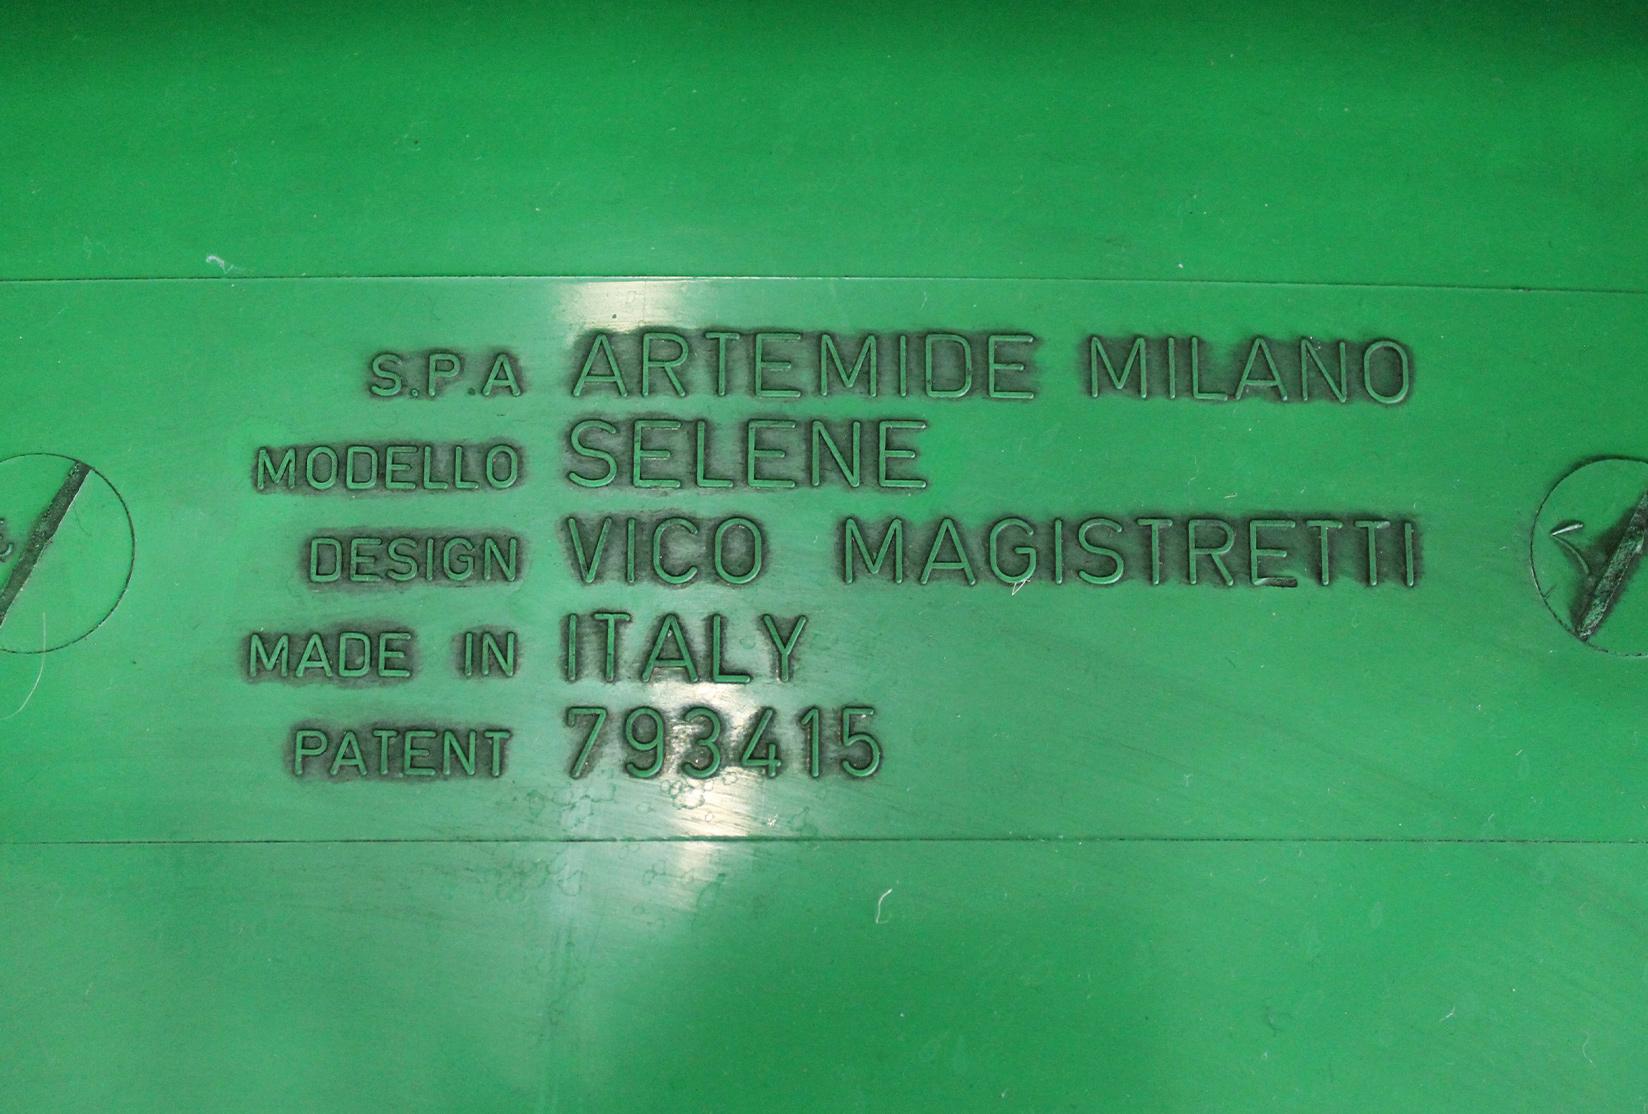 S.P.A ARTEMIDE MILANO
MODELLO SELENE
DESIGN VICO MAGISTRETTI
MADE IN ITALY
PATENT 793415